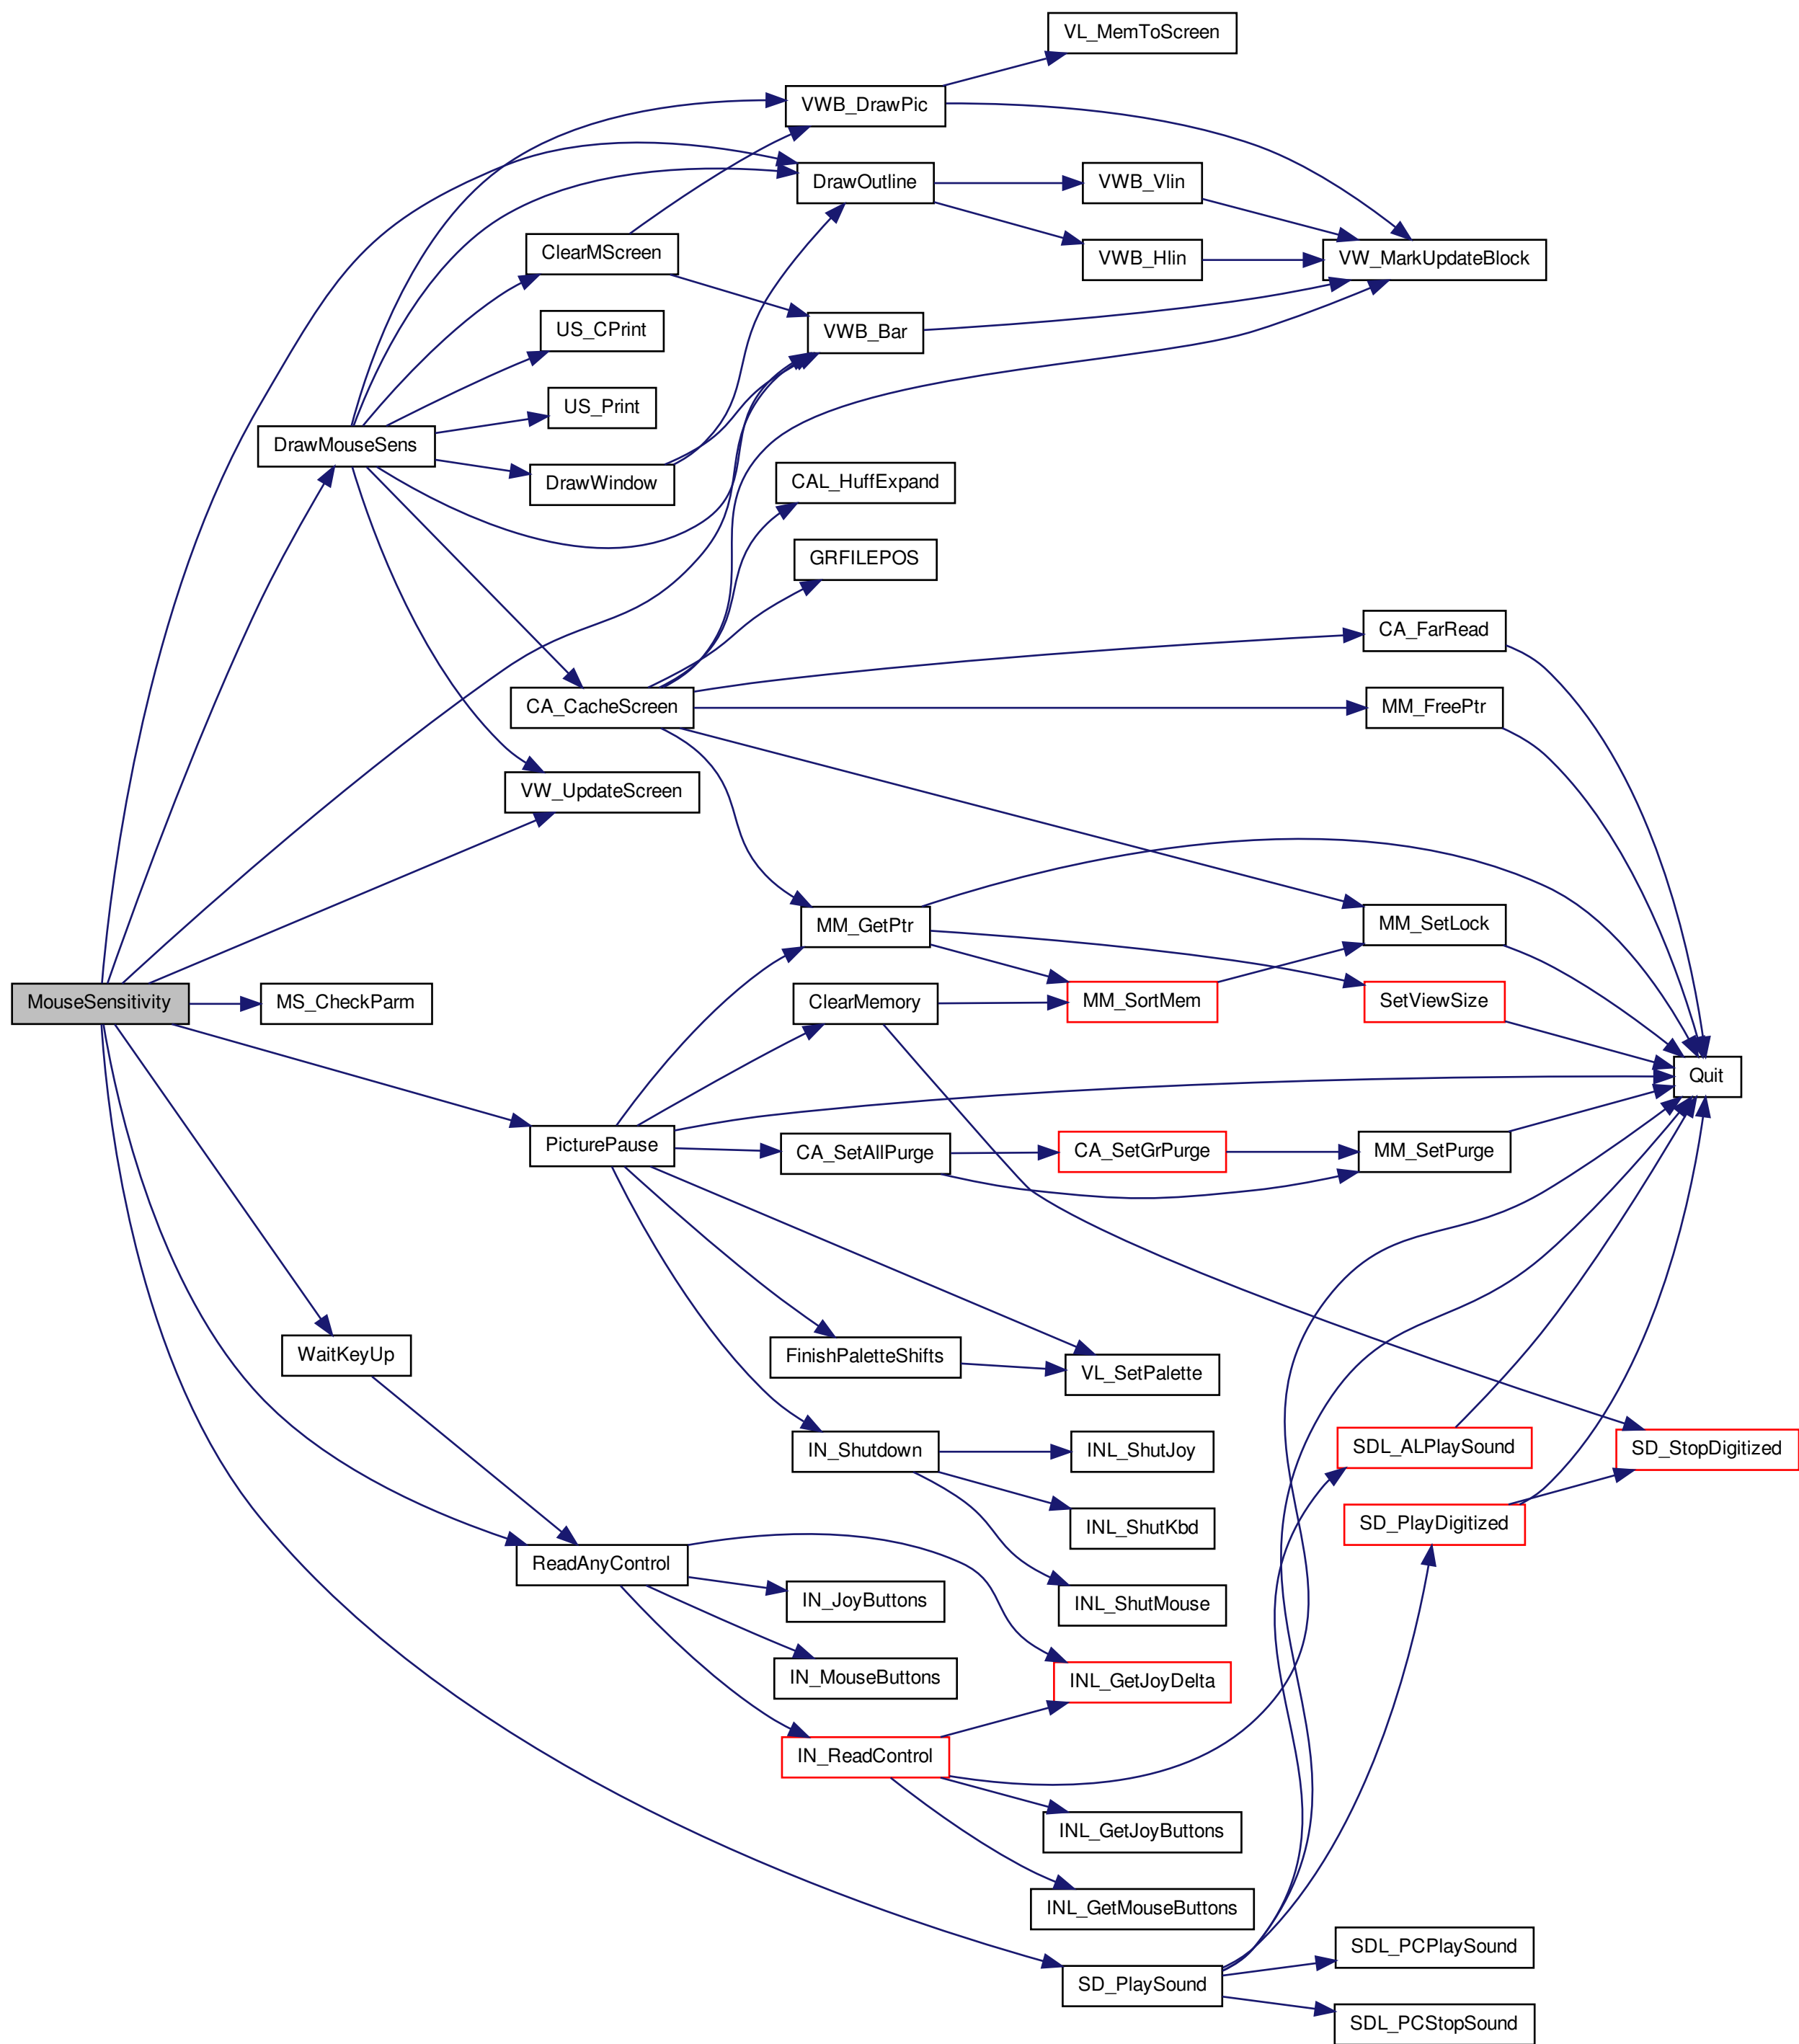 VL_MemToScreen
VWB_DrawPic
DrawOutline
VWB_Vlin
ClearMScreen
VWB_Hlin
VW_MarkUpdateBlock
US_CPrint
VWB_Bar
US_Print
DrawMouseSens
DrawWindow
CAL_HuffExpand
GRFILEPOS
CA_FarRead
CA_CacheScreen
MM_FreePtr
VW_UpdateScreen
MM_GetPtr
MM_SetLock
MouseSensitivity
MS_CheckParm
ClearMemory
MM_SortMem
SetViewSize
Quit
PicturePause
CA_SetAllPurge
CA_SetGrPurge
MM_SetPurge
WaitKeyUp
FinishPaletteShifts
VL_SetPalette
IN_Shutdown
INL_ShutJoy
SDL_ALPlaySound
SD_StopDigitized
INL_ShutKbd
SD_PlayDigitized
ReadAnyControl
IN_JoyButtons
INL_ShutMouse
IN_MouseButtons
INL_GetJoyDelta
IN_ReadControl
INL_GetJoyButtons
INL_GetMouseButtons
SDL_PCPlaySound
SD_PlaySound
SDL_PCStopSound